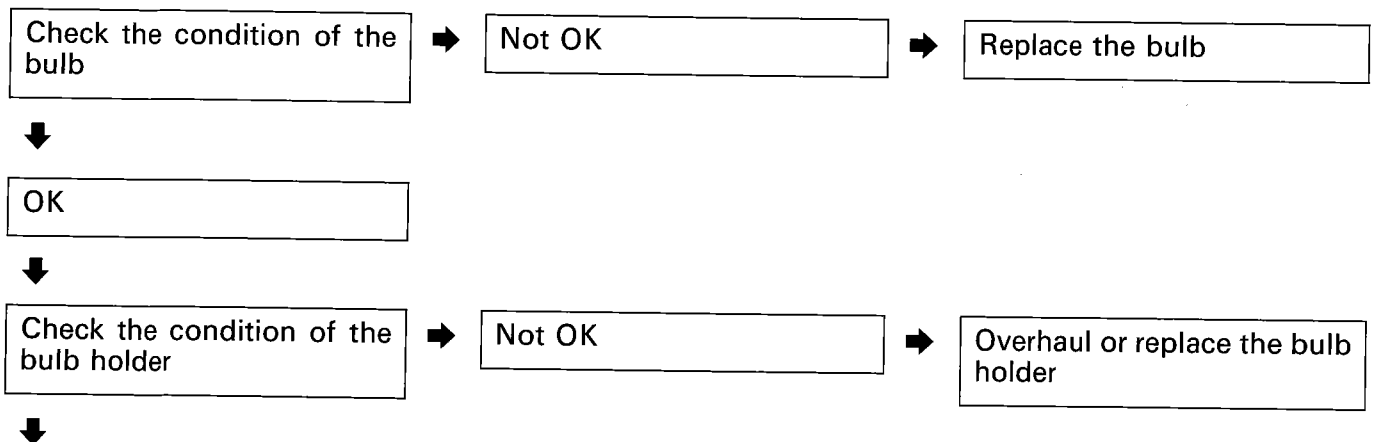 Check the condition of the
bulb
Not OK
Replace the bulb
OK
Check the condition of the
bulb holder
Not OK
Overhaul or replace the bulb
holder